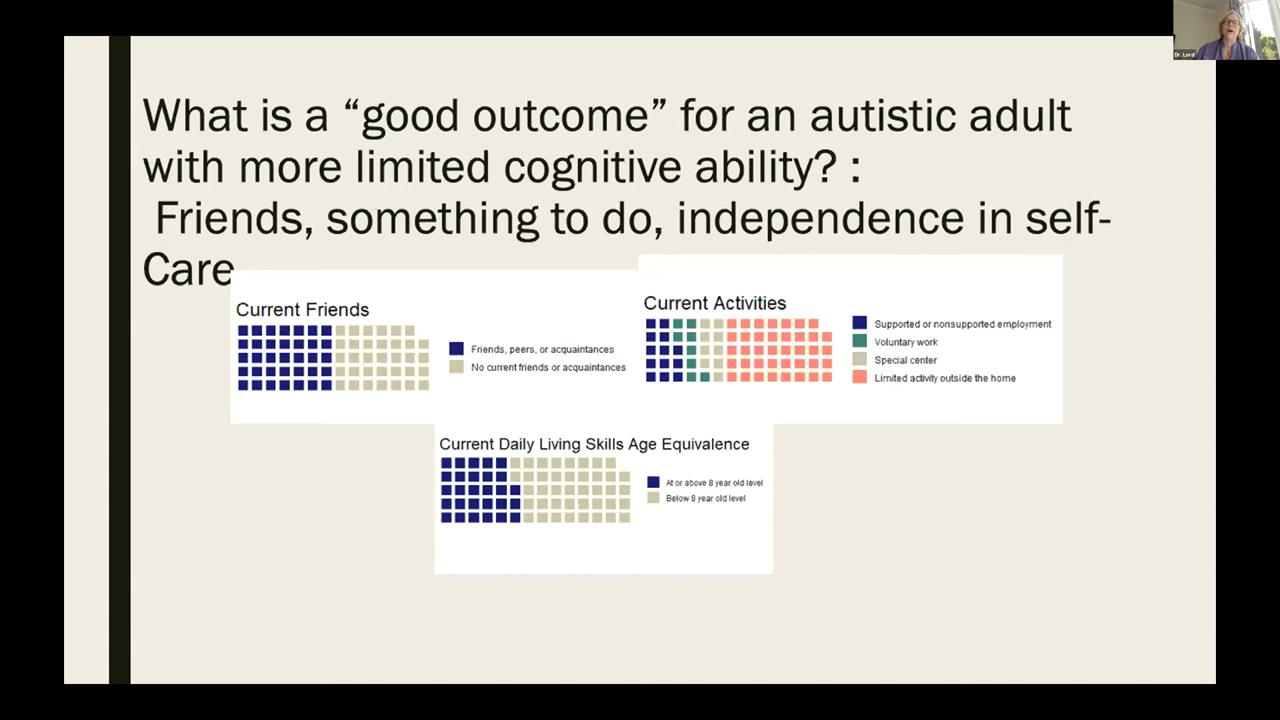 What is a “good outcome” for an autistic adult
with more limited cognitive ability? :
Friends, something to do, independence in self-
Care
Current Friends
Friends, peers, or acquaintances
No current friends or acquaintances
Current Activities
Supported or nonsupported employment
Voluntary work
Special center
Limited activity outside the home
Current Daily Living Skills Age Equivalence
At or above 8 year old level
Below 8 year old level
Dr. Lord